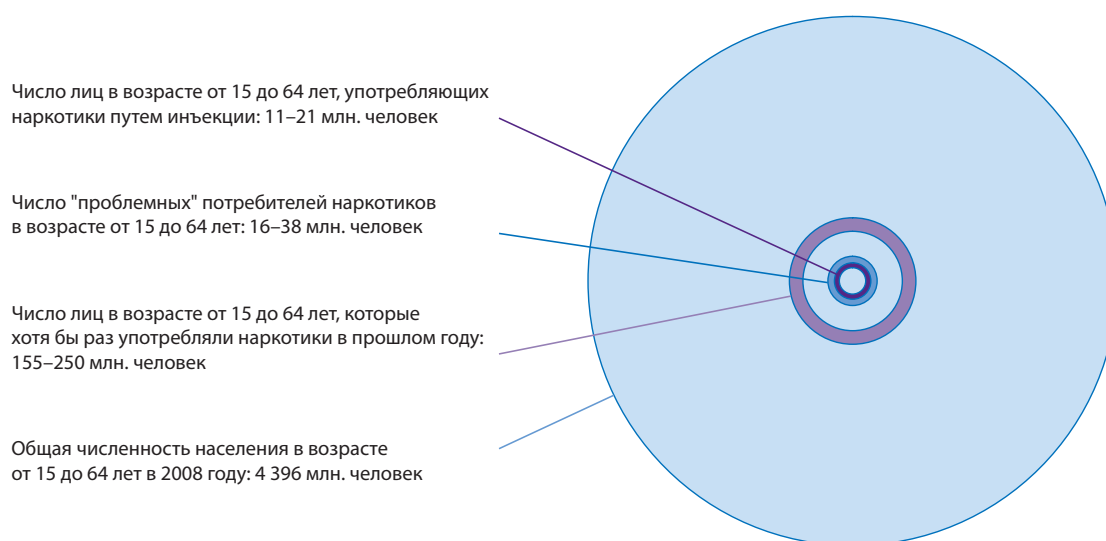 Число лиц в возрасте от 15 до 64 лет, употребляющих
наркотики путем инъекции: 11–21 млн. человек
Число "проблемных" потребителей наркотиков
в возрасте от 15 до 64 лет: 16–38 млн. человек
Число лиц в возрасте от 15 до 64 лет, которые
хотя бы раз употребляли наркотики в прошлом году:
155–250 млн. человек
Общая численность населения в возрасте
от 15 до 64 лет в 2008 году: 4 396 млн. человек